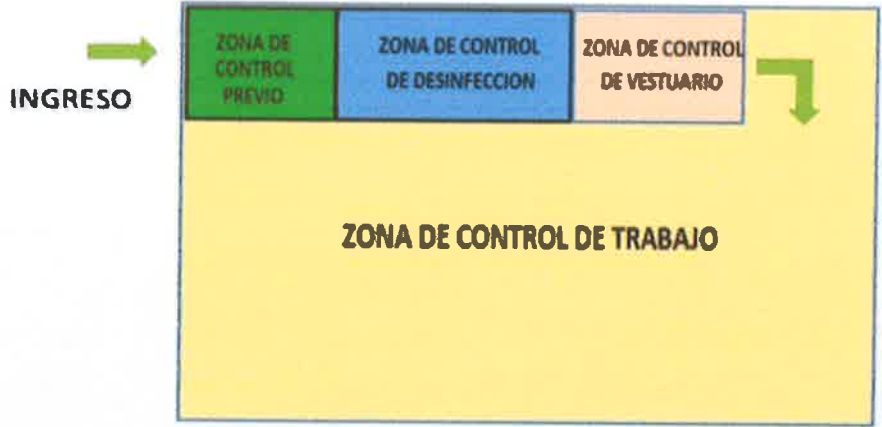 INGRESO
ZONA DE
CONTROL
PREVIO
ZONA DE CONTROL
DE DESINFECCION
ZONA DE CONTROL
DE VESTUARIO
ZONA DE CONTROL DE TRABAJO